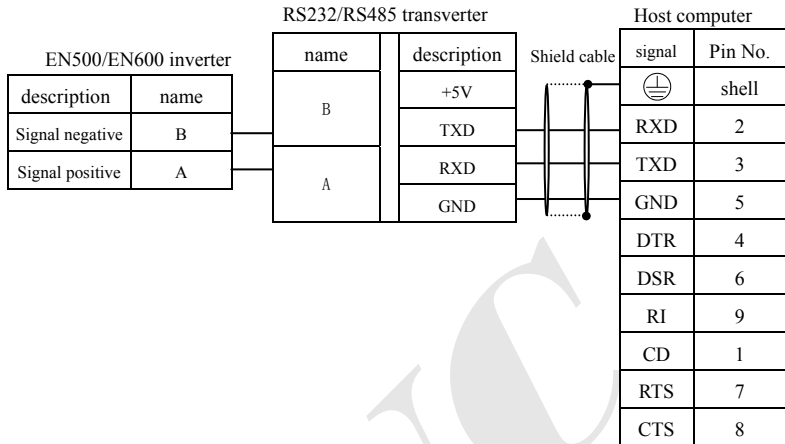 RS232/RS485 transverter
Host computer
EN500/EN600 inverter
name description
Shield cable
signal Pin No.
description name
B
+5V
shell
Signal negative B
TXD
RXD 2
Signal positive A
A
RXD
TXD 3
GND
GND 5
DTR 4
DSR 6
RI 9
CD 1
RTS 7
CTS 8